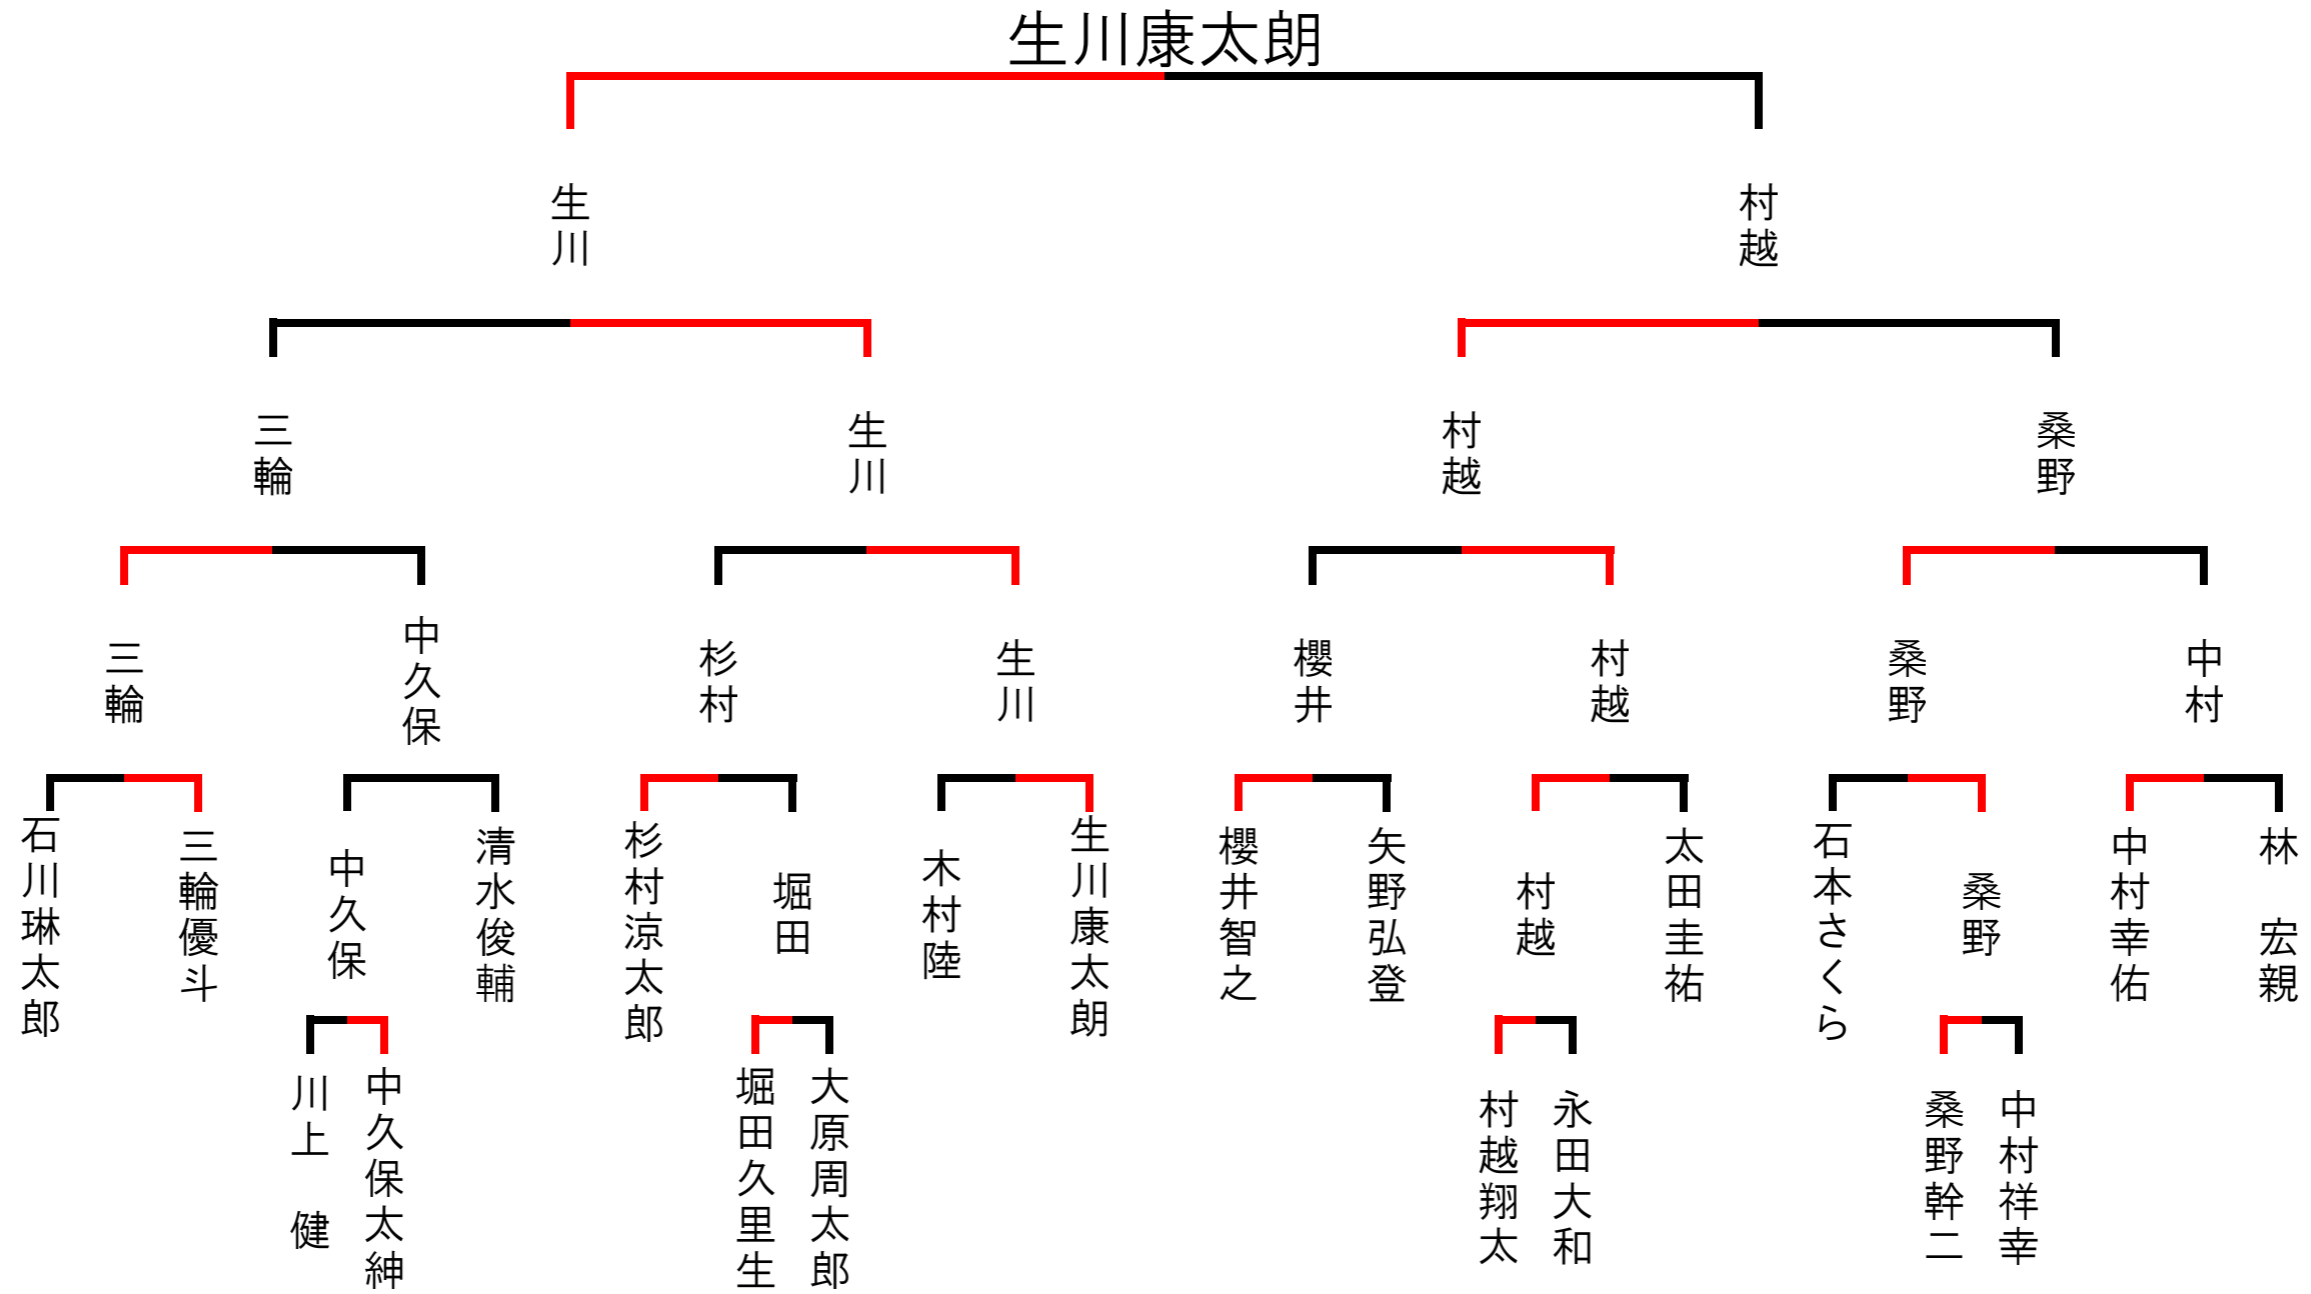 生川康太朗
生川
村越
三輪
生川
村越
桑野
三輪
中久保
杉村
生川
櫻井
村越
桑野
中村
石川琳太郎
三輪優斗
中久保
清水俊輔
杉村涼太郎
堀田
木村陸
生川康太朗
櫻井智之
矢野弘登
村越
太田圭祐
石本さくら
桑野
中村幸佑
林　宏親
川上　健
中久保太紳
堀田久里生
大原周太郎
村越翔太
永田大和
桑野幹二
中村祥幸